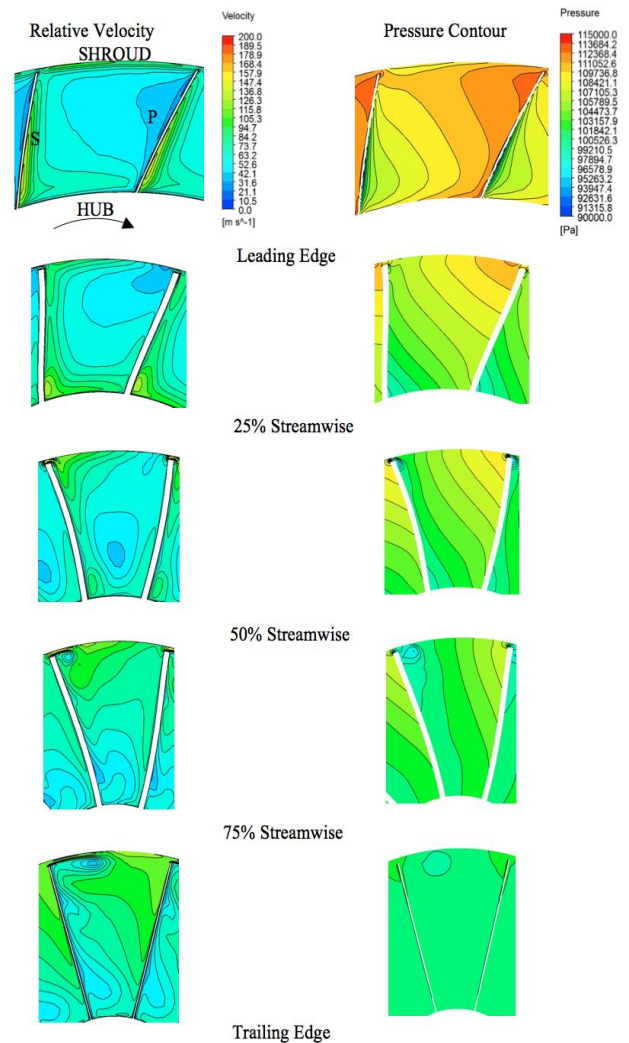 Relative Velocity
SHROUD
Velocity
200.0
189.5
178.9
168.4
157.9
147.4
136.8
126.3
115.8
105.3
94.7
84.2
73.7
63.2
52.6
42.1
31.6
21.1
10.5
0.0
[m s^-1]
S
P
HUB
Pressure Contour
Pressure
115000.0
113684.2
112368.4
111052.6
109736.8
108421.1
107105.3
105789.5
104473.7
103157.9
101842.1
100526.3
99210.5
97894.7
96578.9
95263.2
93947.4
92631.6
91315.8
90000.0
[Pa]
Leading Edge
25% Streamwise
50% Streamwise
75% Streamwise
Trailing Edge